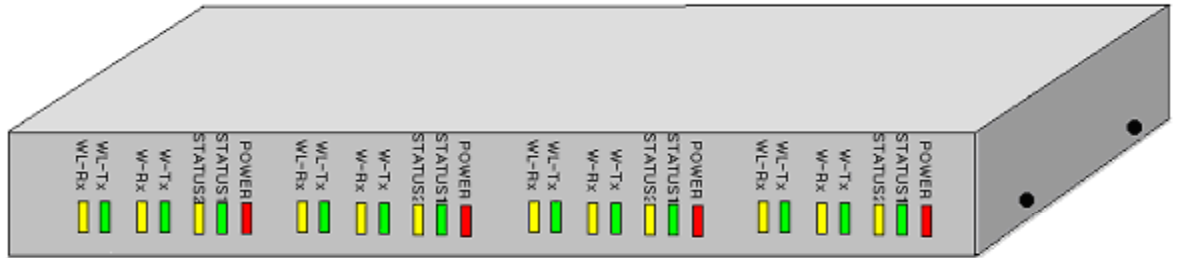 WL-Rx
WL-Tx
W-Rx
W-Tx
STATUS2
STATUS1
POWER
WL-Rx
WL-Tx
W-Rx
W-Tx
STATUS2
STATUS1
POWER
WL-Rx
WL-Tx
W-Rx
W-Tx
STATUS2
STATUS1
POWER
WL-Rx
WL-Tx
W-Rx
W-Tx
STATUS2
STATUS1
POWER